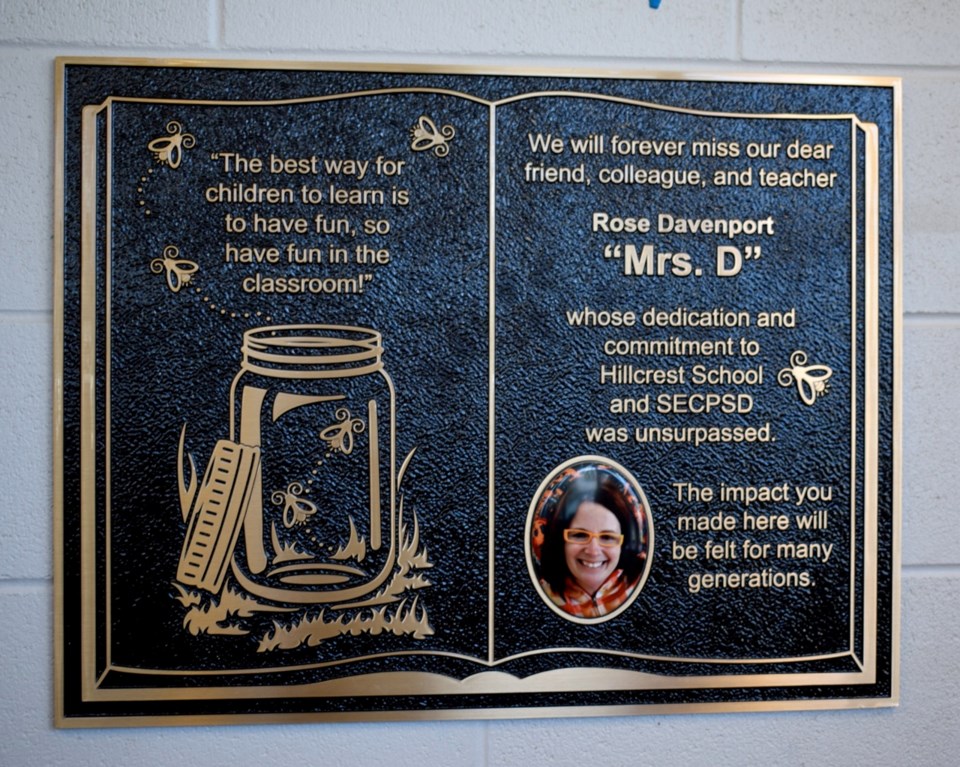 “The best way for
children to learn is
to have fun, so
have fun in the
classroom!”
We will forever miss our dear
friend, colleague, and teacher
Rose Davenport
“Mrs. D”
whose dedication and
commitment to
Hillcrest School
and SECPSD
was unsurpassed.
The impact you
made here will
be felt for many
generations.